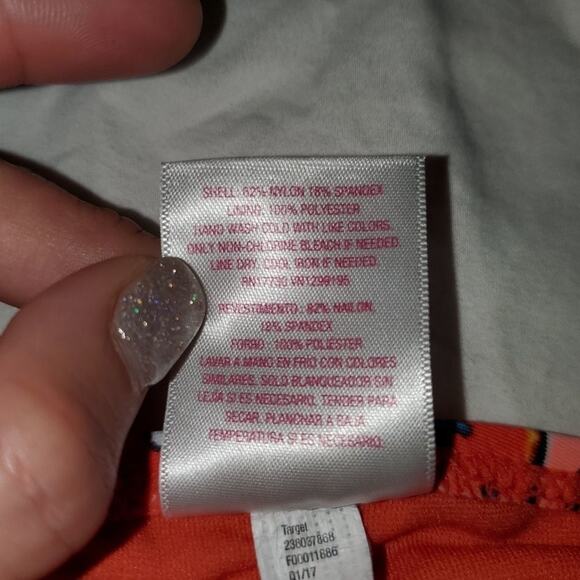 SHELL: 82% NYLON 18% SPANDEX
LINING: 100% POLYESTER
HAND WASH COLD WITH LIKE COLORS.
ONLY NON-CHLORINE BLEACH IF NEEDED.
LINE DRY. COOL IRON IF NEEDED.
RN17730 VN1299195
REVESTIMIENTO: 82% NAILON,
18% SPANDEX
FORRO: 100% POLIESTER
LAVAR A MANO EN FRIO CON COLORES
SIMILARES. SOLO BLANQUEADOR SIN
LEJIA SI ES NECESARIO. TENDER PARA
SECAR. PLANCHAR A BAJA
TEMPERATURA SI ES NECESARIO.
Target
238037868
F00011686
01/17